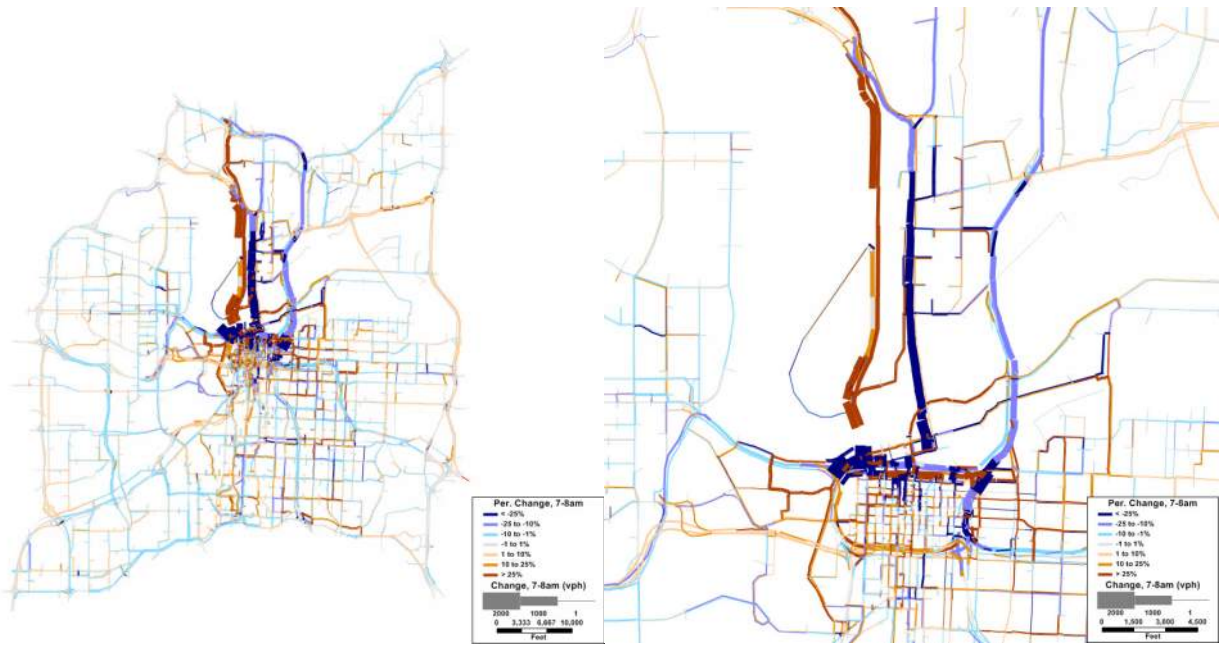 Per. Change, 7-8am
< -25%
-25 to -10%
-10 to -1%
-1 to 1%
1 to 10%
10 to 25%
> 25%
Change, 7-8am (vph)
2000 1000 1
0 3,333 6,667 10,000
Feet
Per. Change, 7-8am
< -25%
-25 to -10%
-10 to -1%
-1 to 1%
1 to 10%
10 to 25%
> 25%
Change, 7-8am (vph)
2000 1000 1
0 1,500 3,000 4,500
Feet